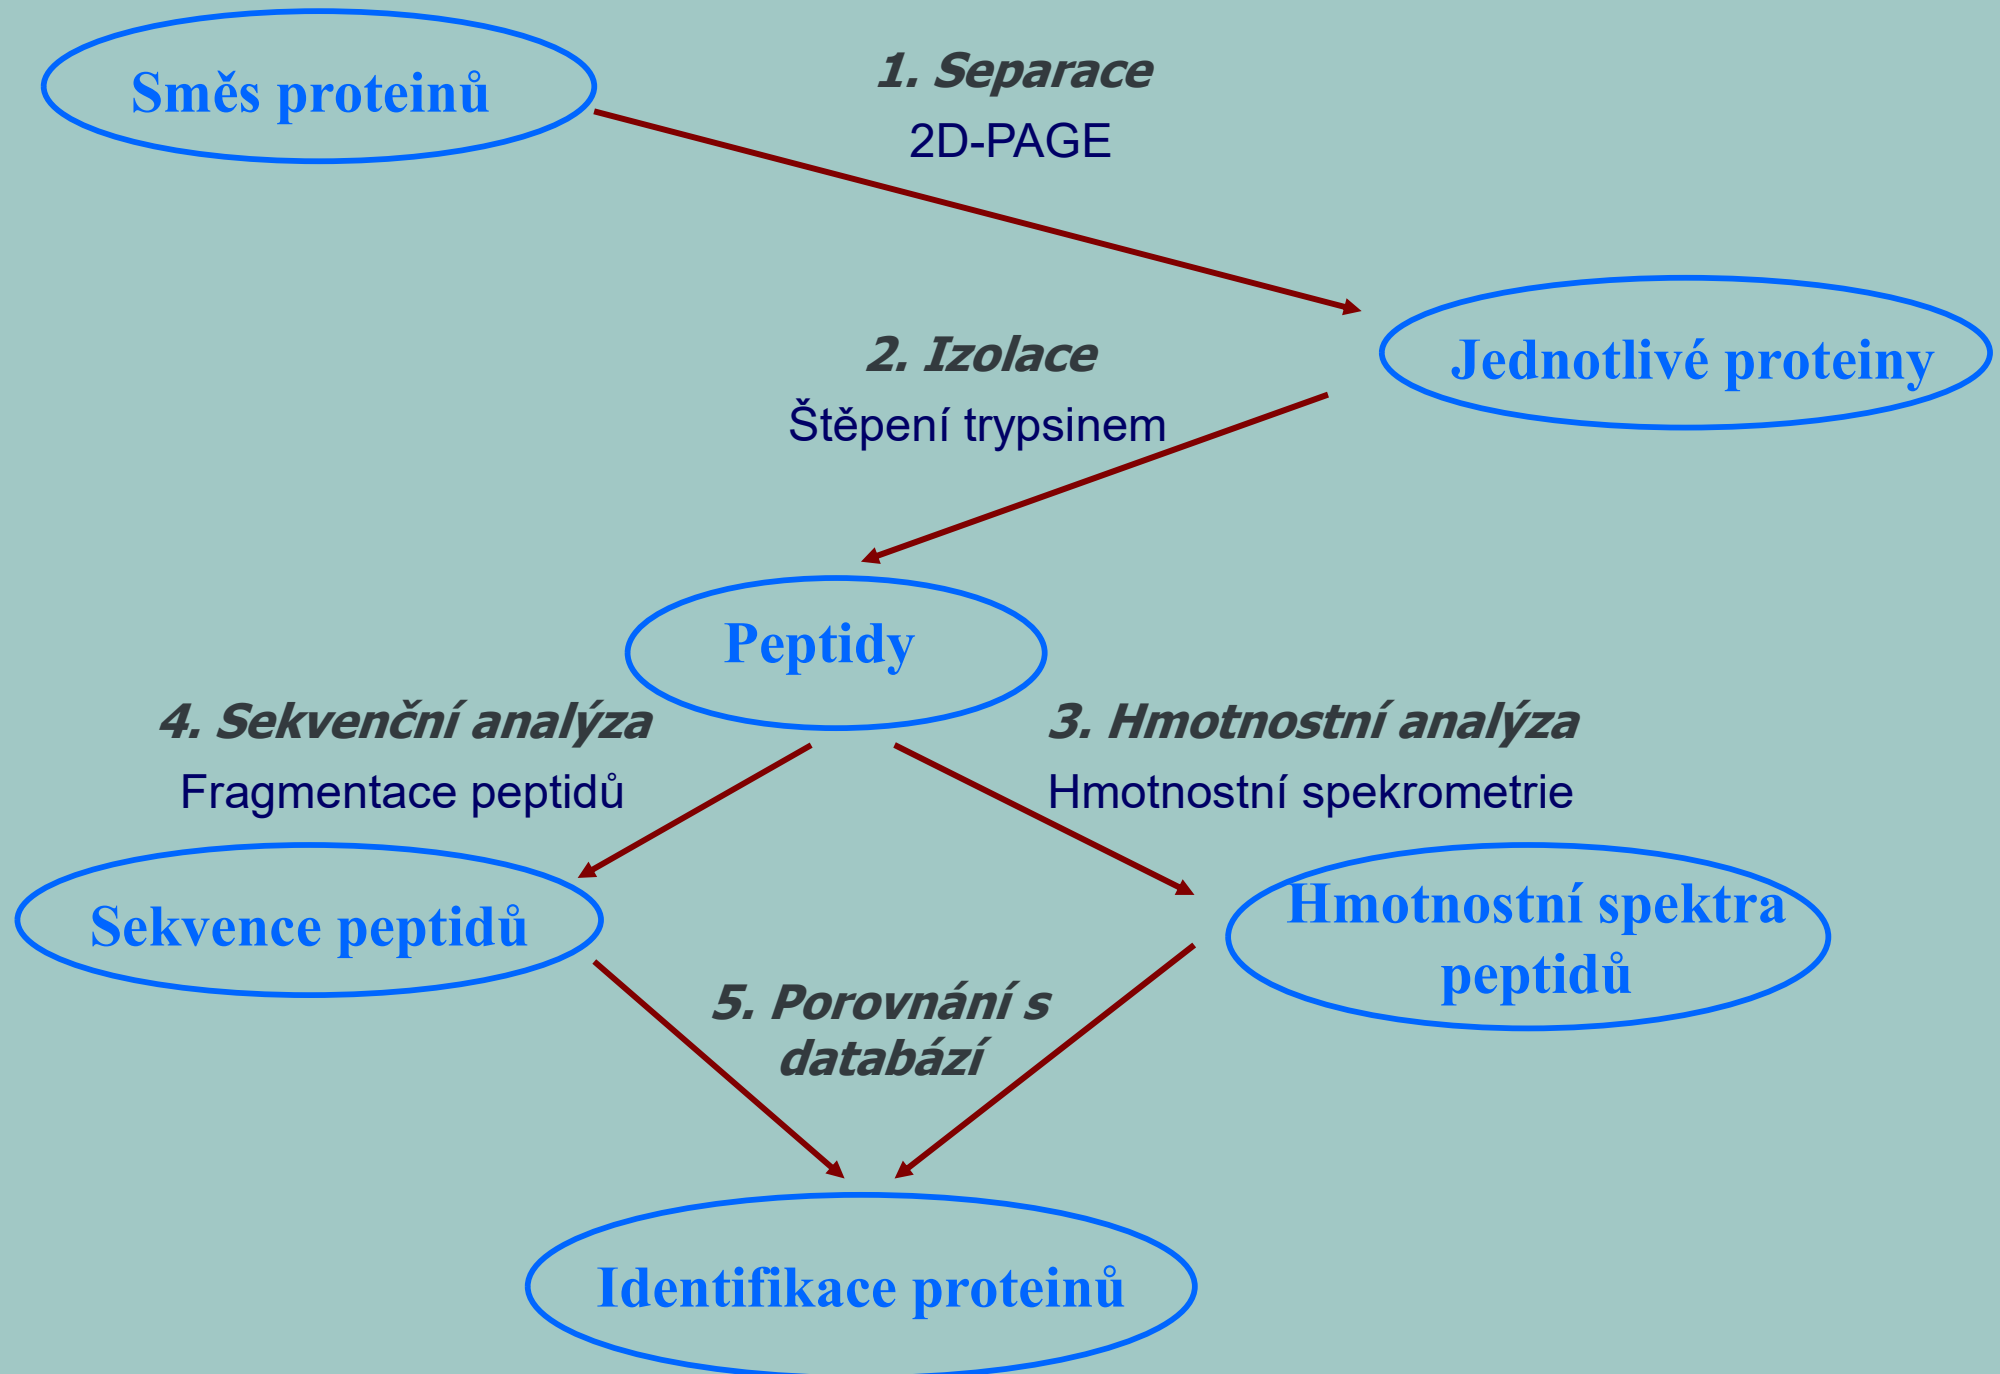 Směs proteinů
1. Separace
2D-PAGE
Jednotlivé proteiny
2. Izolace
Štěpení trypsinem
Peptidy
4. Sekvenční analýza
Fragmentace peptidů
3. Hmotnostní analýza
Hmotnostní spekrometrie
Sekvence peptidů
Hmotnostní spektra
peptidů
5. Porovnání s
databází
Identifikace proteinů